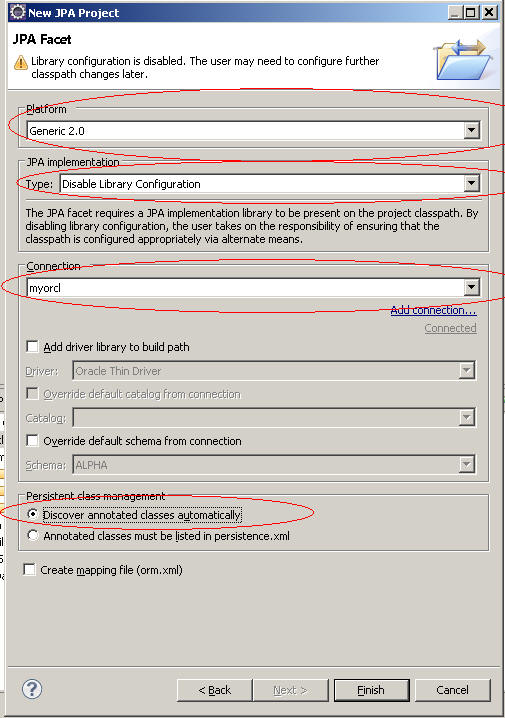 New JPA Project
JPA Facet
Library configuration is disabled. The user may need to configure further
classpath changes later.
Platform
Generic 2.0
JPA implementation
Type: Disable Library Configuration
The JPA facet requires a JPA implementation library to be present on the project classpath. By
disabling library configuration, the user takes on the responsibility of ensuring that the
classpath is configured appropriately via alternate means.
Connection
myorcl
Add connection...
Connected
Add driver library to build path
Driver: Oracle Thin Driver
Override default catalog from connection
Catalog:
Override default schema from connection
Schema: ALPHA
Persistent class management
Discover annotated classes automatically
Annotated classes must be listed in persistence.xml
Create mapping file (orm.xml)
?
< Back
Next >
Finish
Cancel